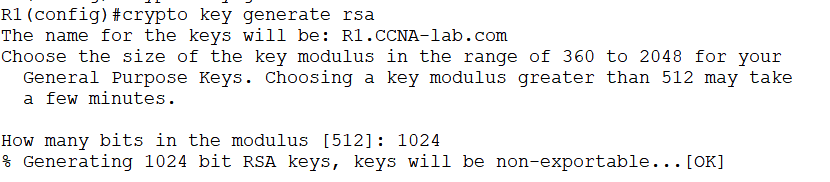 R1(config)#crypto key generate rsa
The name for the keys will be: R1.CCNA-lab.com
Choose the size of the key modulus in the range of 360 to 2048 for your
  General Purpose Keys. Choosing a key modulus greater than 512 may take
  a few minutes.

How many bits in the modulus [512]: 1024
% Generating 1024 bit RSA keys, keys will be non-exportable...[OK]